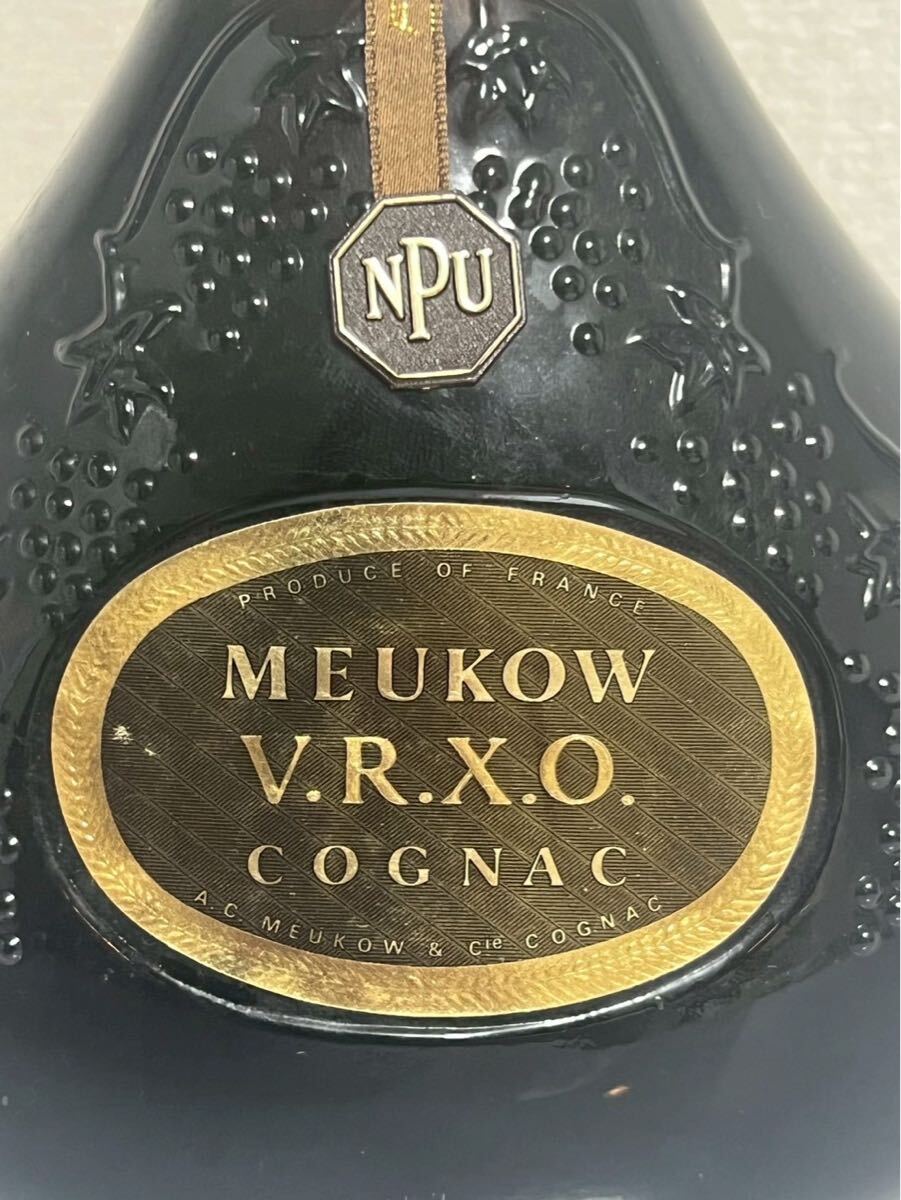 NPU
PRODUCE OF FRANCE
MEUKOW
V.R.X.O.
COGNAC
A.C. MEUKOW & Cie COGNAC